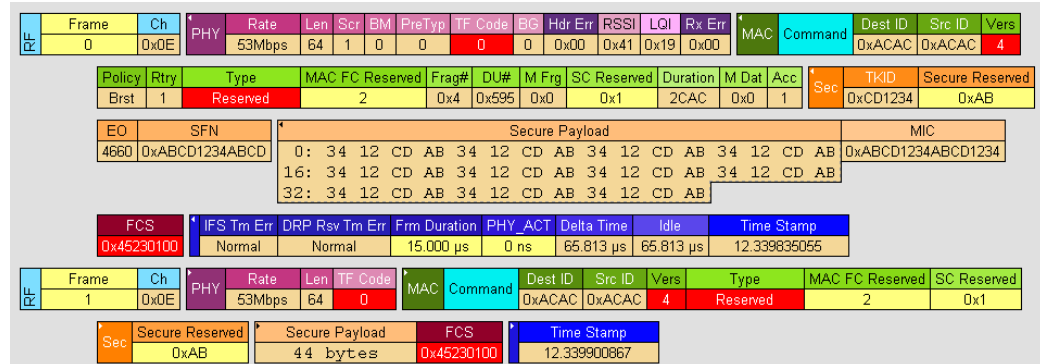 RF Frame Ch PHY Rate Len Scr BM PreTyp TF Code BG Hdr Err RSSI LQI Rx Err MAC Command Dest ID Src ID Vers
0 0x0E 53Mbps 64 1 0 0 0 0 0x00 0x41 0x19 0x00 0xACAC 0xACAC 4
Policy Rtry Type MAC FC Reserved Frag# DU# M Frg SC Reserved Duration M Dat Acc Sec TKID Secure Reserved
Brst 1 Reserved 2 0x4 0x595 0x0 0x1 2CAC 0x0 1 0xCD1234 0xAB
EO SFN Secure Payload MIC
4660 0xABCD1234ABCD 0: 34 12 CD AB 34 12 CD AB 34 12 CD AB 34 12 CD AB 0xABCD1234ABCD1234
16: 34 12 CD AB 34 12 CD AB 34 12 CD AB 34 12 CD AB
32: 34 12 CD AB 34 12 CD AB 34 12 CD AB
FCS IFS Tm Err DRP Rsv Tm Err Frm Duration PHY_ACT Delta Time Idle Time Stamp
0x45230100 Normal Normal 15.000 µs 0 ns 65.813 µs 65.813 µs 12.339835055
RF Frame Ch PHY Rate Len TF Code MAC Command Dest ID Src ID Vers Type MAC FC Reserved SC Reserved
1 0x0E 53Mbps 64 0 0xACAC 0xACAC 4 Reserved 2 0x1
Sec Secure Reserved Secure Payload FCS Time Stamp
0xAB 44 bytes 0x45230100 12.339900867